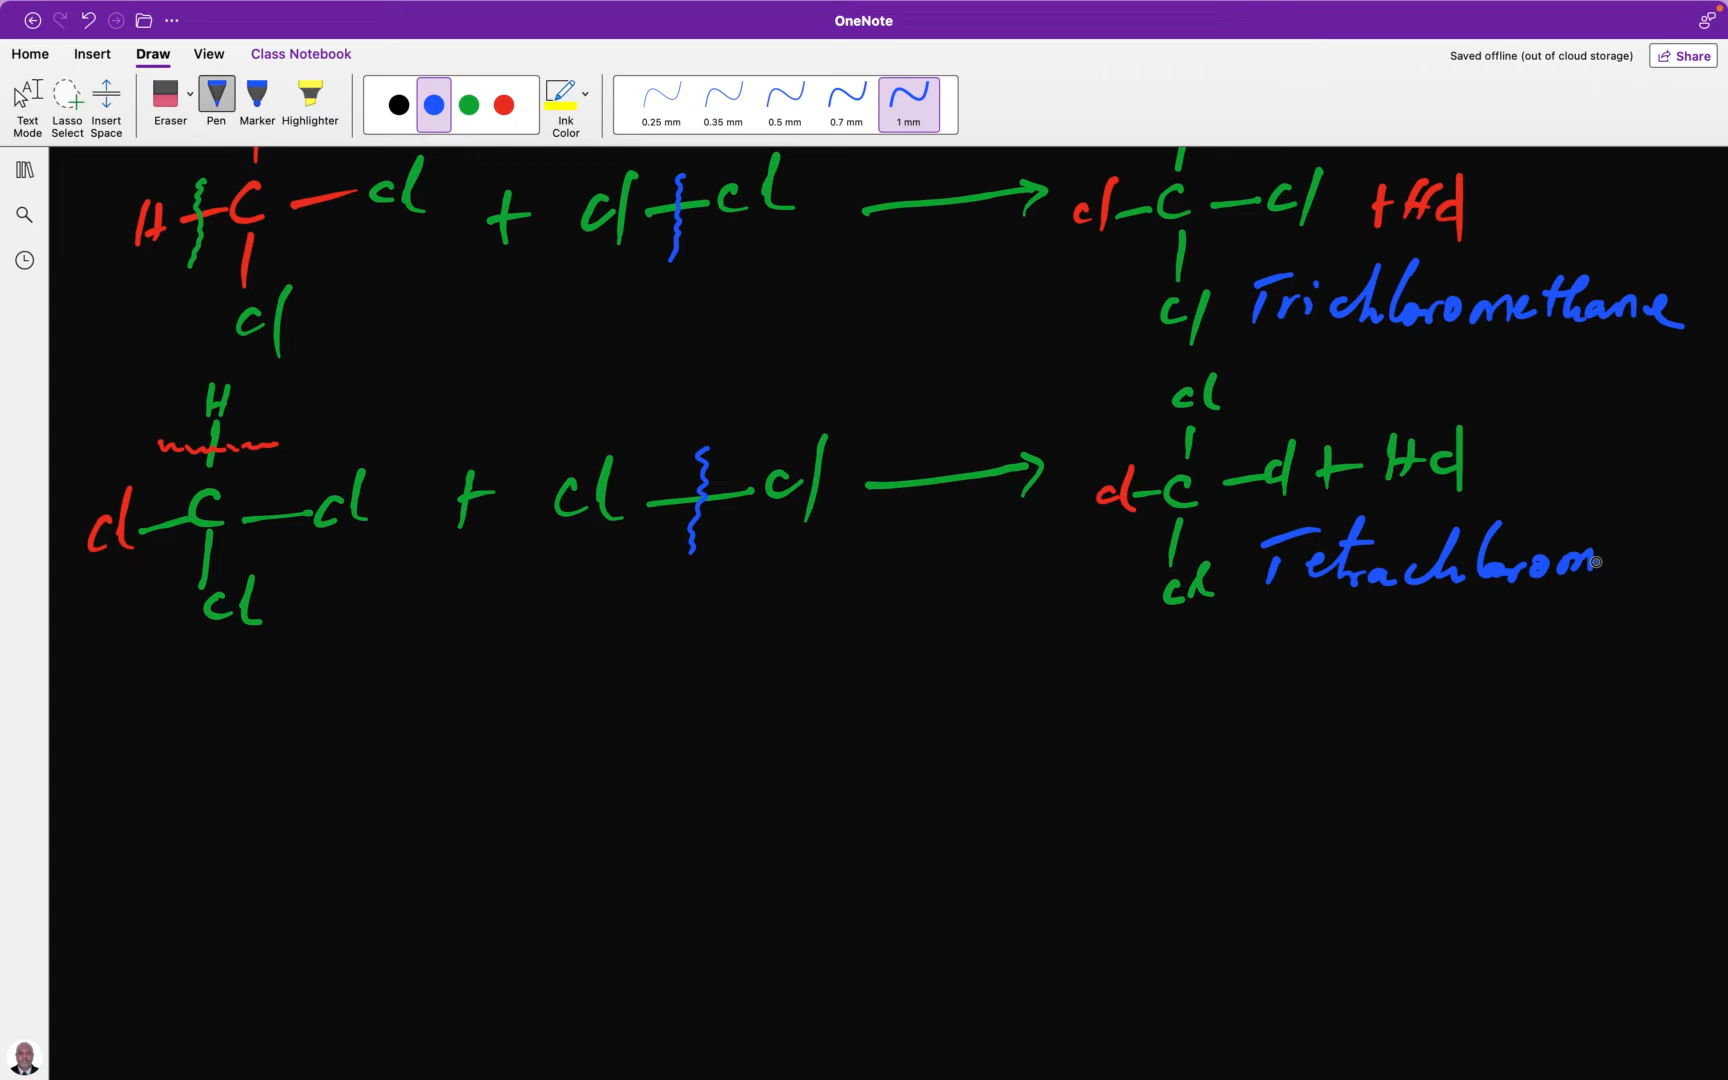 OneNote
Home Insert Draw View Class Notebook
Saved offline (out of cloud storage) Share
Text Mode Lasso Select Insert Space Eraser Pen Marker Highlighter Ink Color 0.25 mm 0.35 mm 0.5 mm 0.7 mm 1 mm
H C Cl + Cl Cl Cl C Cl + HCl
Cl Cl Trichloromethane
H Cl
Cl C Cl + Cl Cl Cl C Cl + HCl
Cl Cl Tetrachlorom